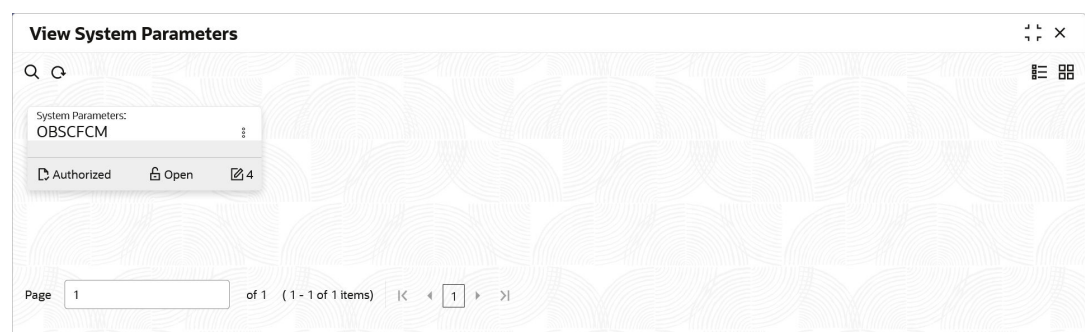 View System Parameters
System Parameters:
OBSCFCM
Authorized Open 4
Page 1 of 1 ( 1 - 1 of 1 items) 1